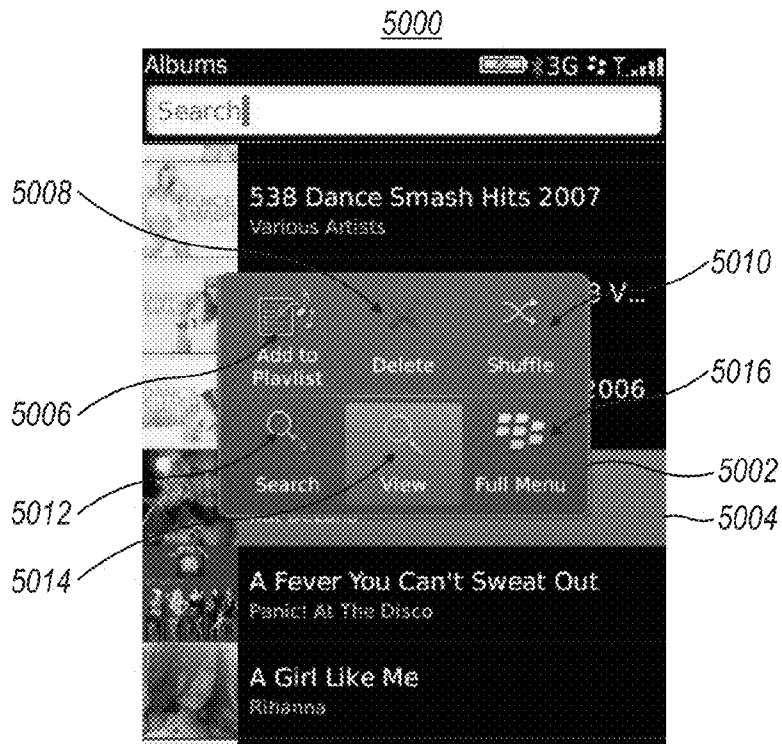 5000
Albums 3G
Search
538 Dance Smash Hits 2007
Various Artists
5008
5010
3 V...
Add to
Playlist
Delete
Shuffle
5006
2006
5016
Search
View
Full Menu
5002
5012
5004
5014
A Fever You Can't Sweat Out
Panic! At The Disco
A Girl Like Me
Rihanna